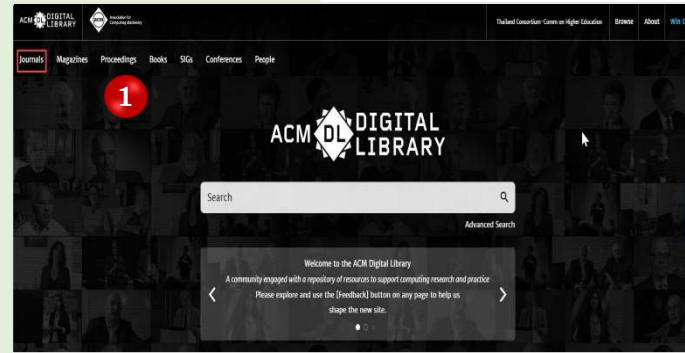 ACM DL DIGITAL LIBRARY
acm Association for Computing Machinery
Thailand Consortium - Comm on Higher Education
Browse
About
Journals Magazines Proceedings Books SIGs Conferences People
1
ACM DL DIGITAL LIBRARY
Search
Advanced Search
Welcome to the ACM Digital Library
A community engaged with a repository of resources to support computing research and practice
Please explore and use the [Feedback] button on any page to help us
shape the new site.